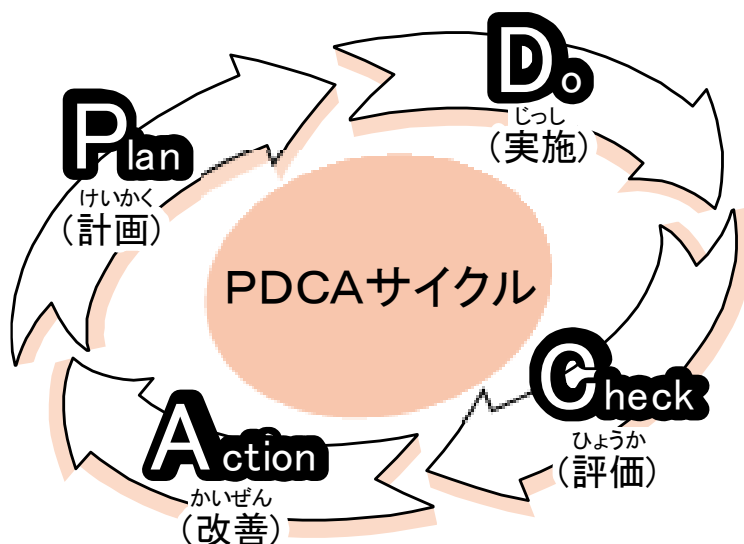 Plan
けいかく
(計画)
Do
じっし
(実施)
PDCAサイクル
Check
ひょうか
(評価)
Action
かいぜん
(改善)